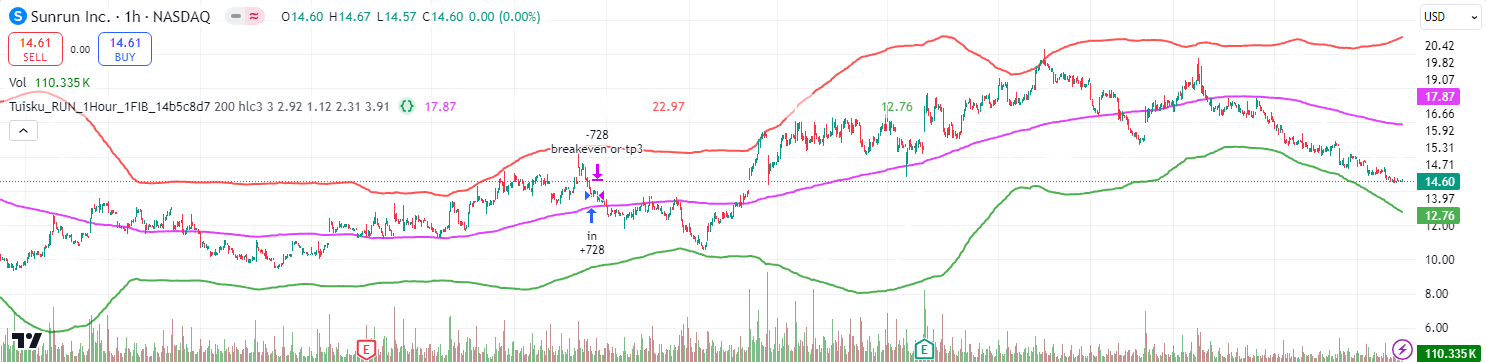 S Sunrun Inc. · 1h · NASDAQ O14.60 H14.67 L14.57 C14.60 0.00 (0.00%)
14.61 SELL
0.00
14.61 BUY
Vol 110.335 K
Tuisku_RUN_1Hour_1FIB_14b5c8d7 200 hlc3 3 2.92 1.12 2.31 3.91 17.87 22.97 12.76
-728
breakeven or tp3
in
+728
E
E
USD
20.42
19.82
19.07
17.87
16.66
15.92
15.31
14.71
14.60
13.97
12.76
12.00
10.00
8.00
6.00
110.335K